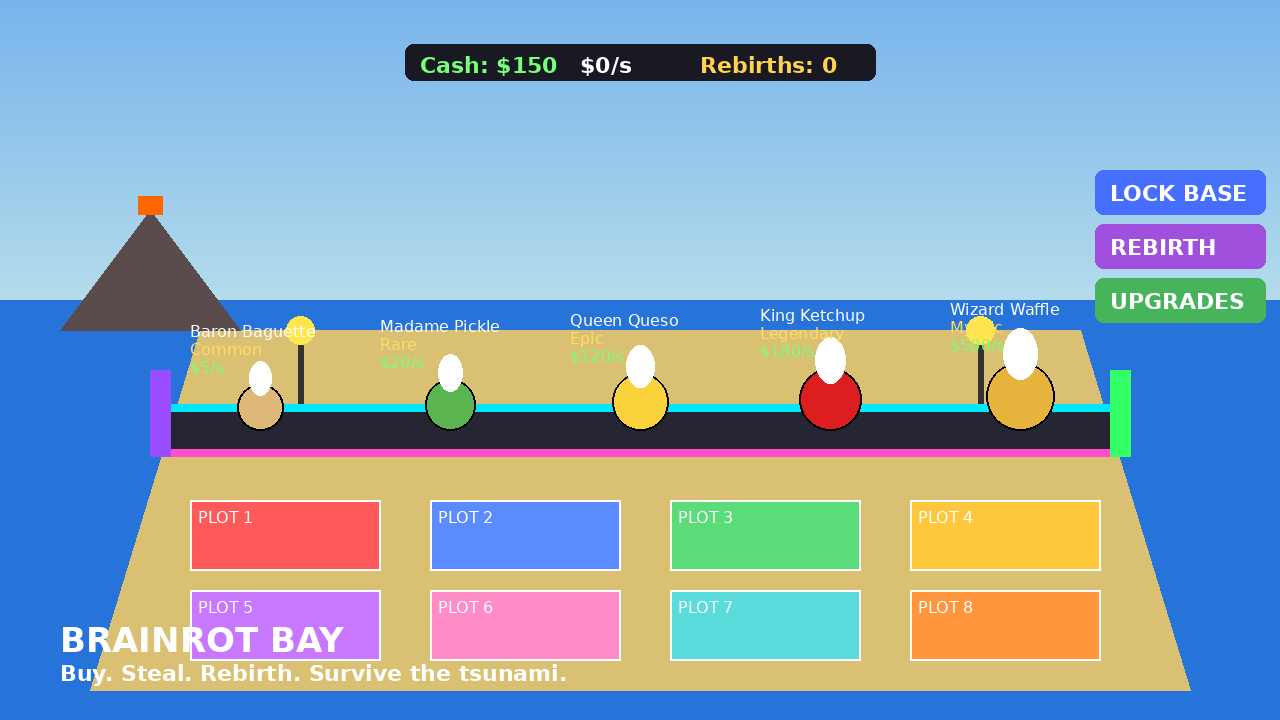 Cash: $150 $0/s Rebirths: 0
LOCK BASE
REBIRTH
UPGRADES
Baron Baguette
Common
$5/s
Madame Pickle
Rare
$20/s
Queen Queso
Epic
$120/s
King Ketchup
Legendary
$180/s
Wizard Waffle
PLOT 1
PLOT 2
PLOT 3
PLOT 4
PLOT 5
PLOT 6
PLOT 7
PLOT 8
BRAINROT BAY
Buy. Steal. Rebirth. Survive the tsunami.